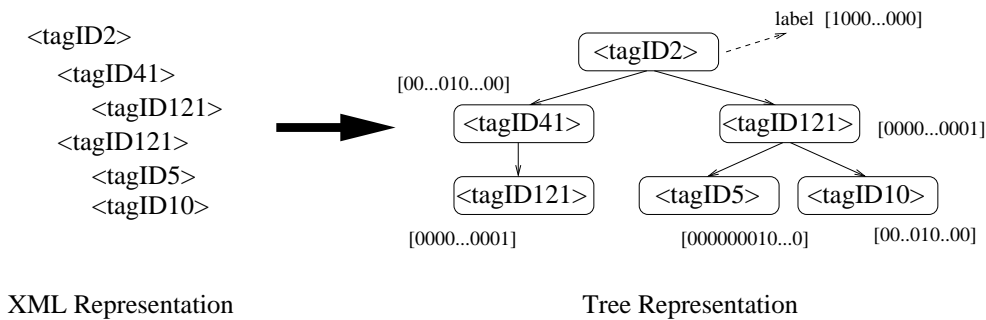 <tagID2>
<tagID41>
<tagID121>
<tagID121>
<tagID5>
<tagID10>
XML Representation
label [1000...000]
<tagID2>
[00...010...00]
<tagID41>
<tagID121>
[0000...0001]
<tagID121>
<tagID5>
<tagID10>
[0000...0001]
[000000010...0]
[00..010..00]
Tree Representation